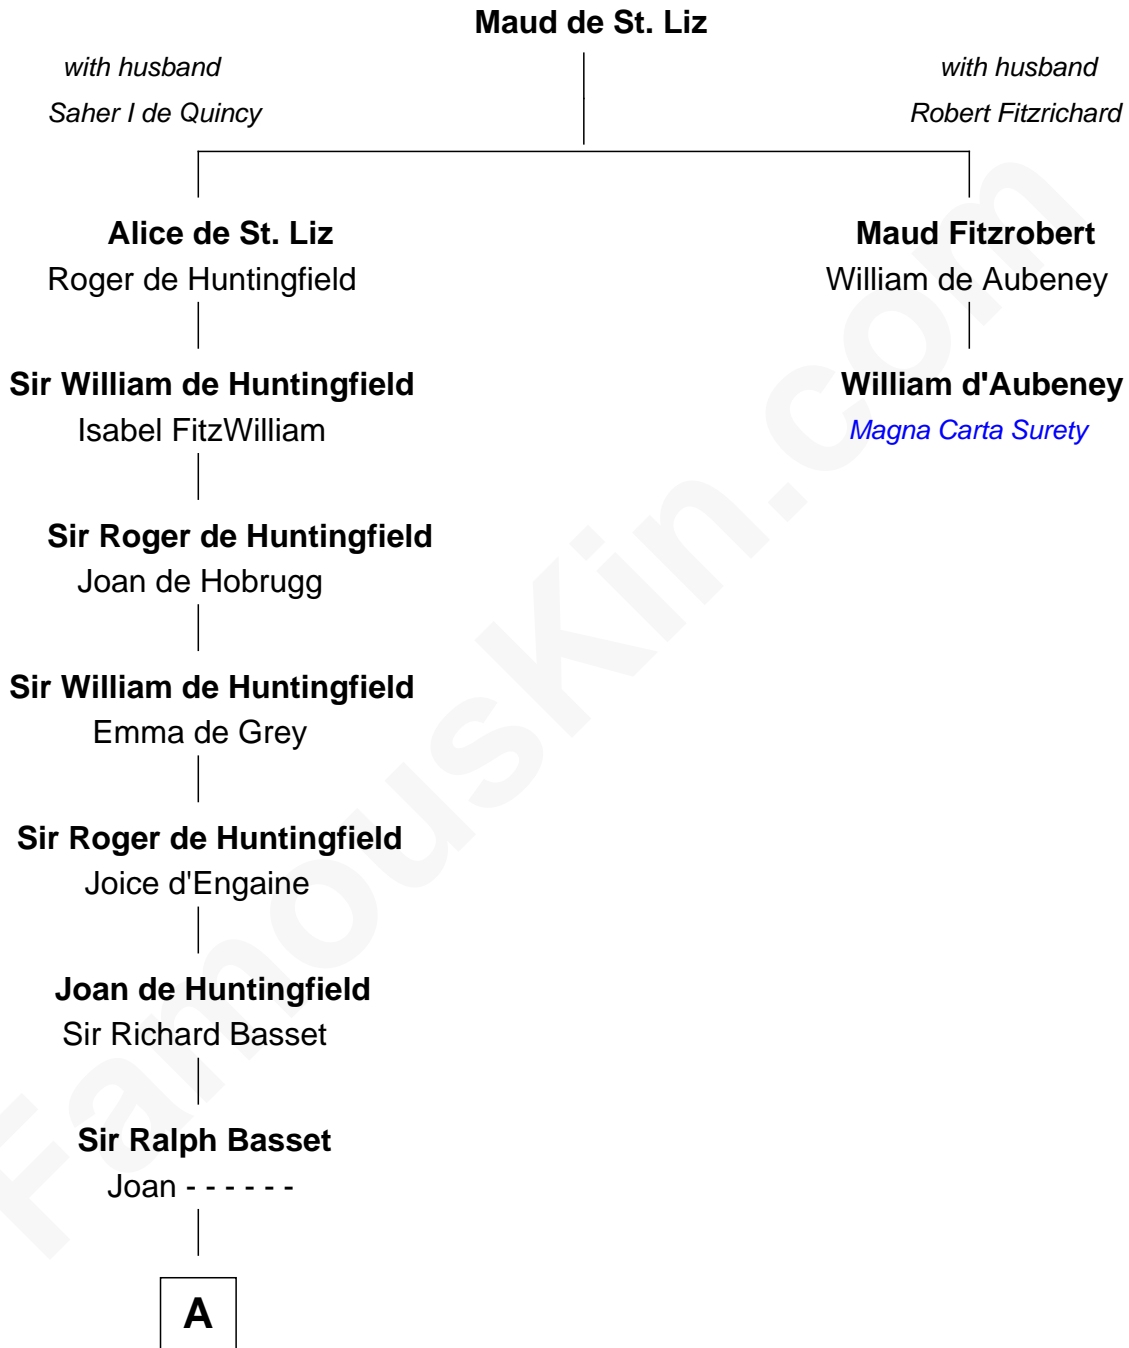 Maud de St. Liz
with husband
Saher I de Quincy
with husband
Robert Fitzrichard
Alice de St. Liz
Roger de Huntingfield
Maud Fitzrobert
William de Aubeney
Sir William de Huntingfield
Isabel FitzWilliam
William d'Aubeney
Magna Carta Surety
Sir Roger de Huntingfield
Joan de Hobrugg
Sir William de Huntingfield
Emma de Grey
Sir Roger de Huntingfield
Joice d'Engaine
Joan de Huntingfield
Sir Richard Basset
Sir Ralph Basset
Joan - - - - - -
A
FamousKin.com